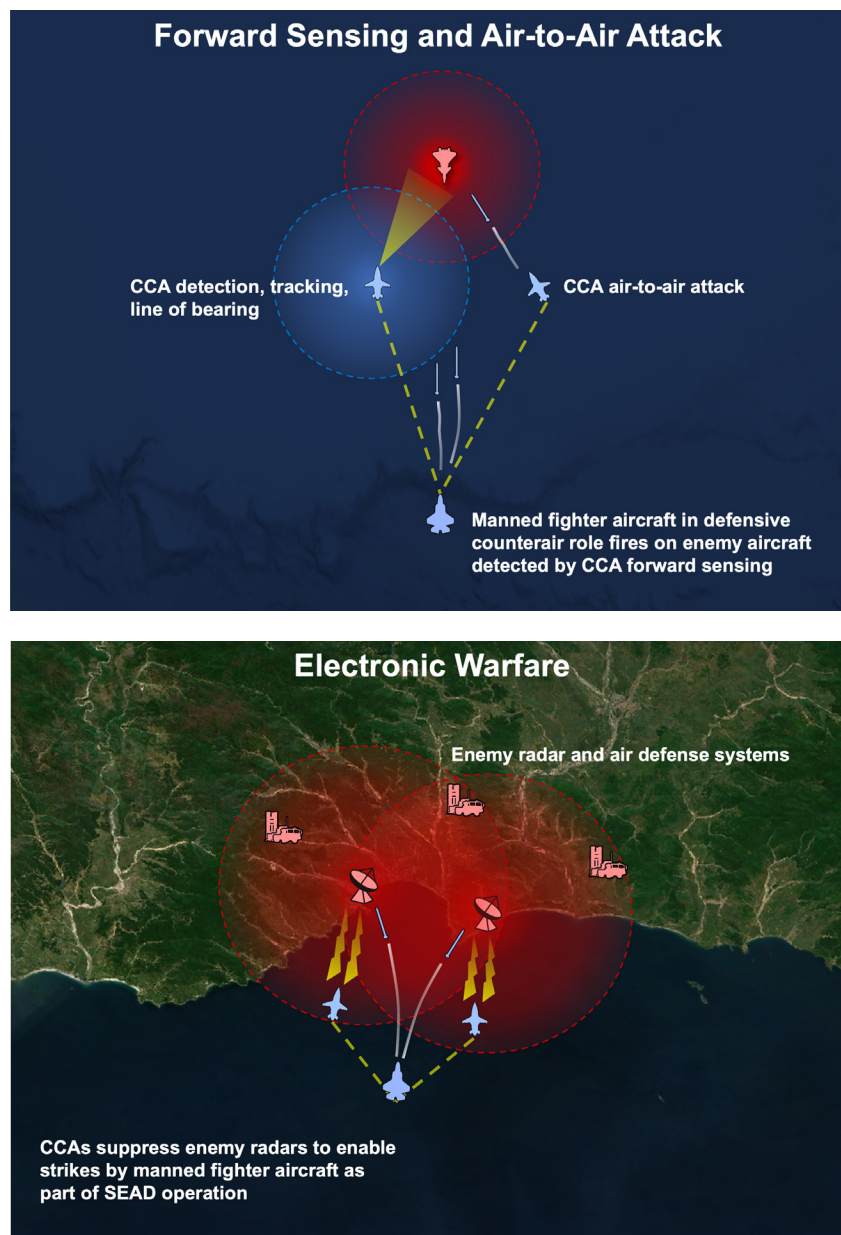 Forward Sensing and Air-to-Air Attack
CCA detection, tracking,
line of bearing
CCA air-to-air attack
Manned fighter aircraft in defensive
counterair role fires on enemy aircraft
detected by CCA forward sensing
Electronic Warfare
Enemy radar and air defense systems
CCAs suppress enemy radars to enable
strikes by manned fighter aircraft as
part of SEAD operation